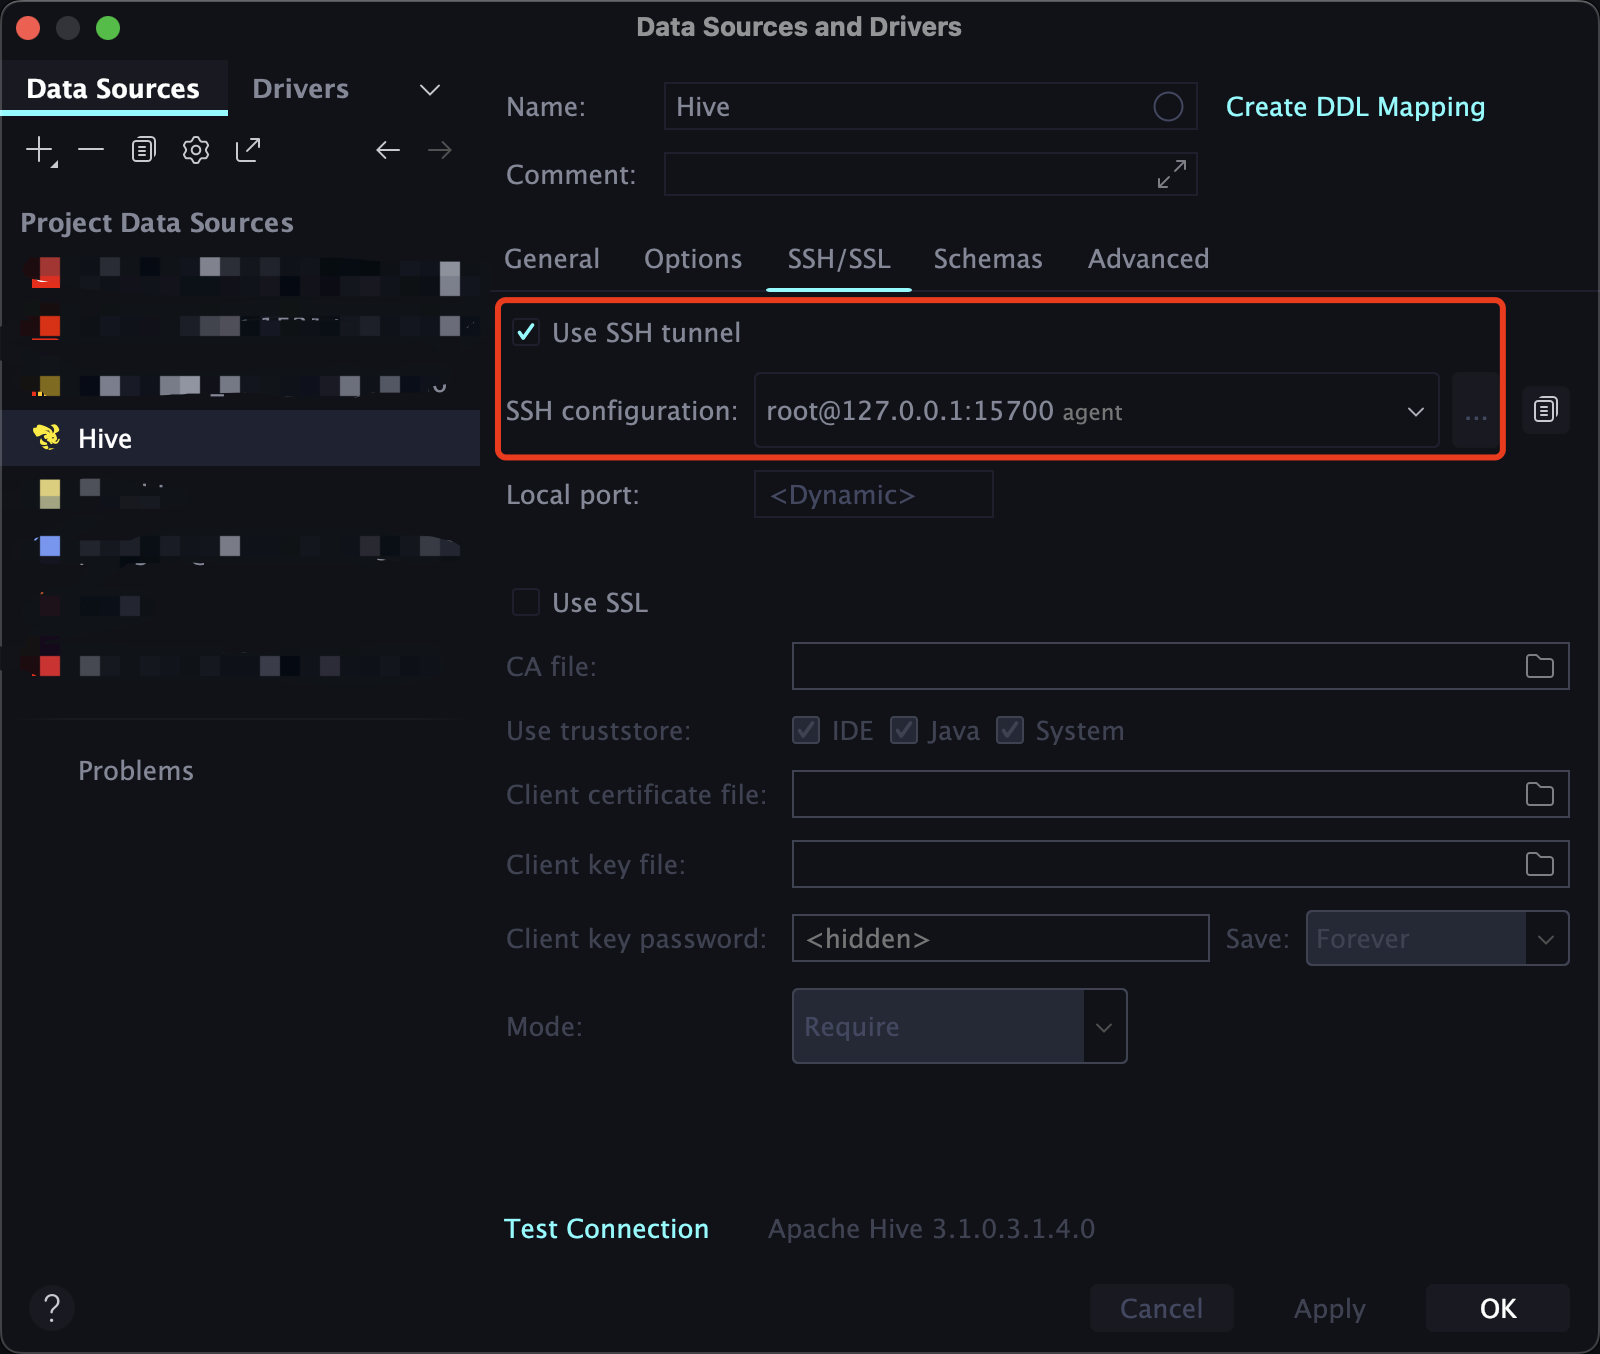 Data Sources and Drivers
Data Sources Drivers
Name: Hive Create DDL Mapping
Comment:
Project Data Sources
General Options SSH/SSL Schemas Advanced
Use SSH tunnel
SSH configuration: root@127.0.0.1:15700 agent ...
Hive
Local port: <Dynamic>
Use SSL
CA file:
Use truststore: IDE Java System
Problems
Client certificate file:
Client key file:
Client key password: <hidden> Save: Forever
Mode: Require
Test Connection Apache Hive 3.1.0.3.1.4.0
? Cancel Apply OK